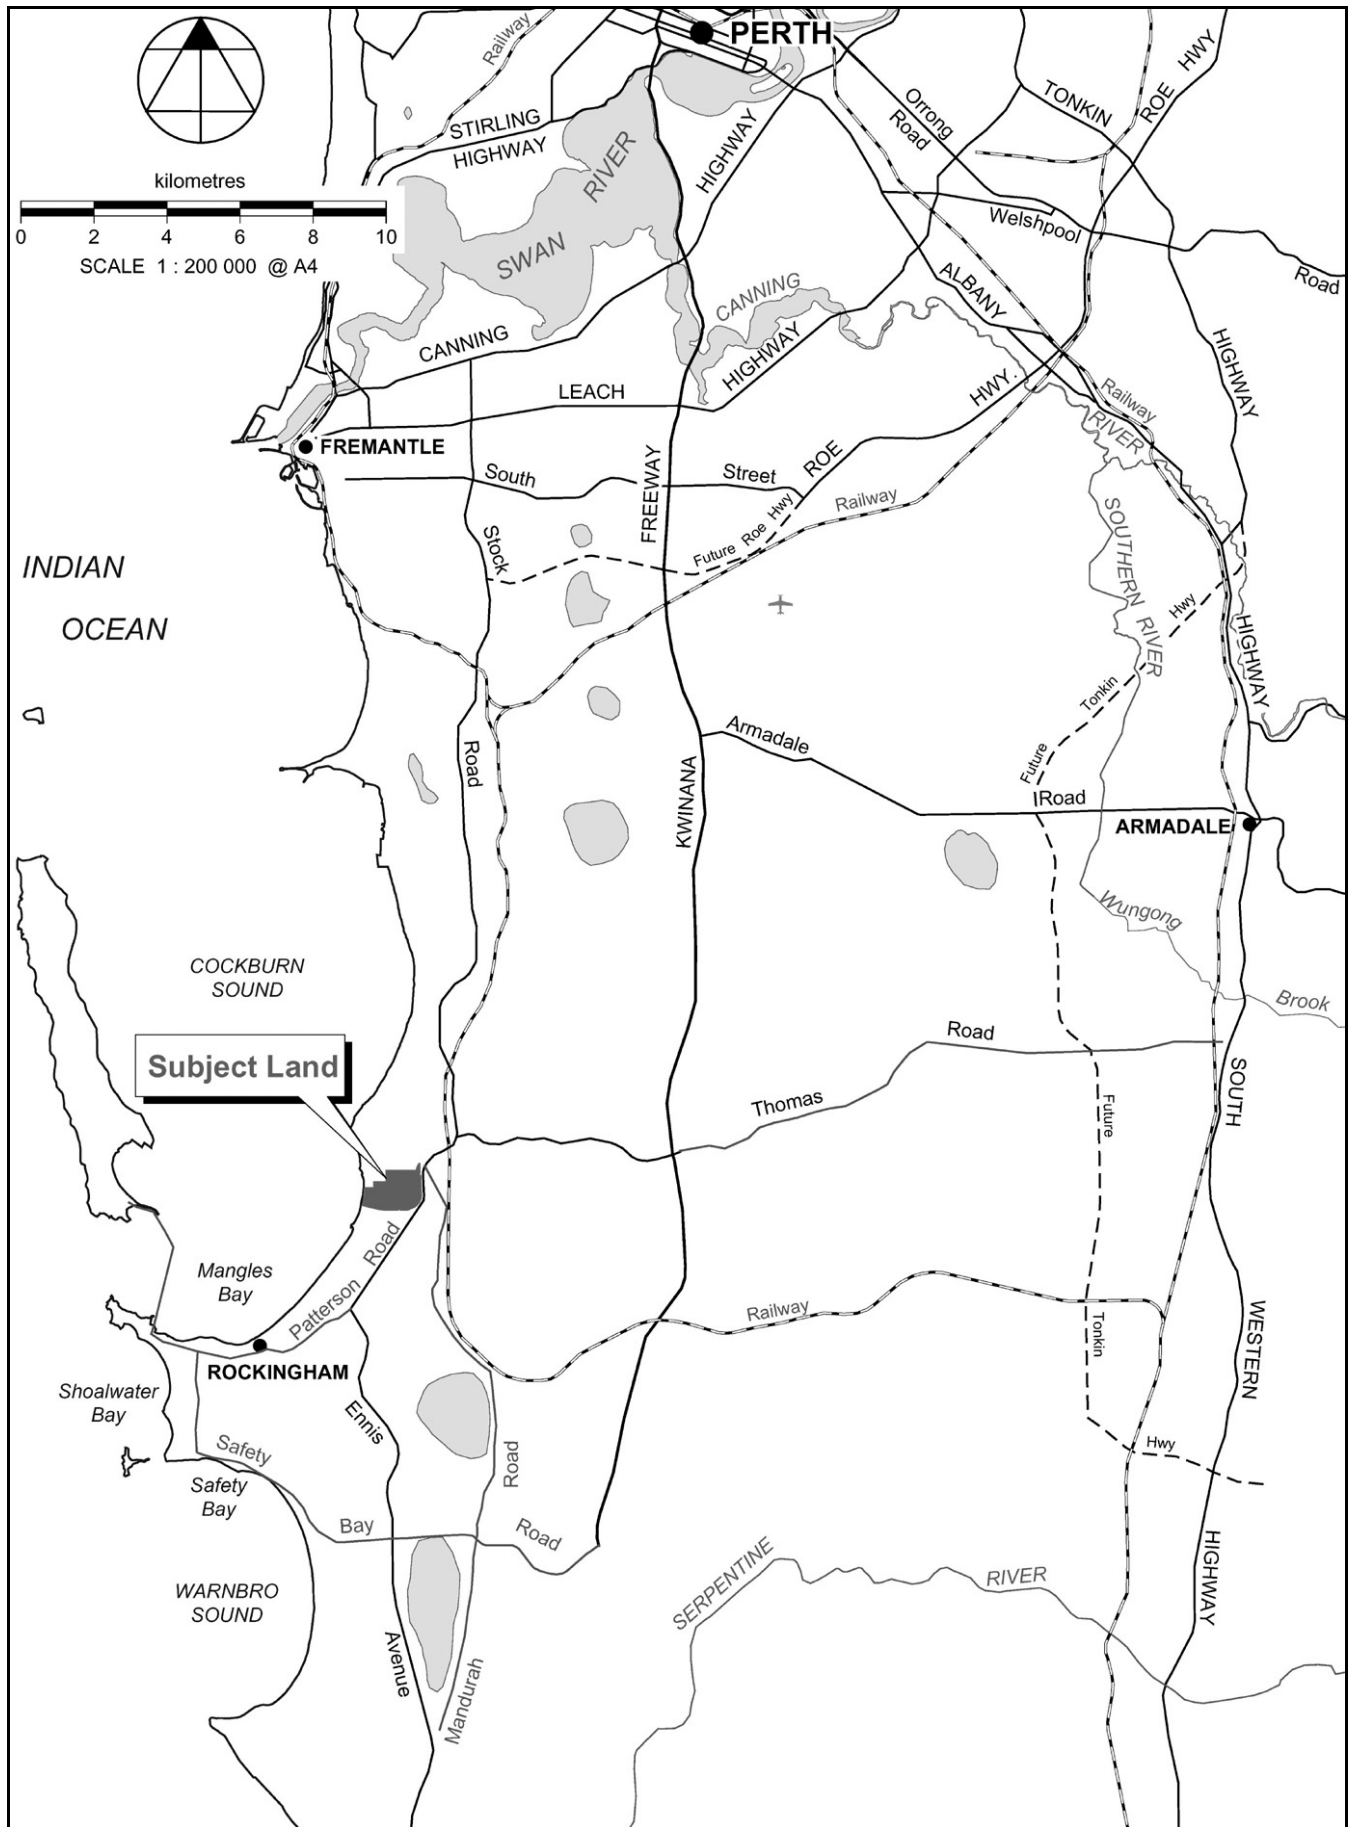 PERTH
Railway
STIRLING
HIGHWAY
RIVER
SWAN
HIGHWAY
Orrong
Road
TONKIN
ROE HWY
kilometres
0 2 4 6 8 10
SCALE 1 : 200 000 @ A4
Welshpool
Road
ALBANY
CANNING
CANNING
HIGHWAY
HIGHWAY
LEACH
HWY.
Railway
RIVER
FREMANTLE
South
Street
ROE
FREEWAY
Railway
Future Roe Hwy
Stock
SOUTHERN RIVER
INDIAN
OCEAN
Hwy
HIGHWAY
Tonkin
Future
Armadale
Road
Road
KWINANA
ARMADALE
Wungong
Brook
COCKBURN
SOUND
Road
Subject Land
Thomas
Future
SOUTH
Patterson Road
Mangles
Bay
Railway
Tonkin
WESTERN
ROCKINGHAM
Shoalwater
Bay
Ennis
Safety
Road
Hwy
Safety
Bay
Bay
Road
SERPENTINE
RIVER
HIGHWAY
WARNBRO
SOUND
Avenue
Mandurah